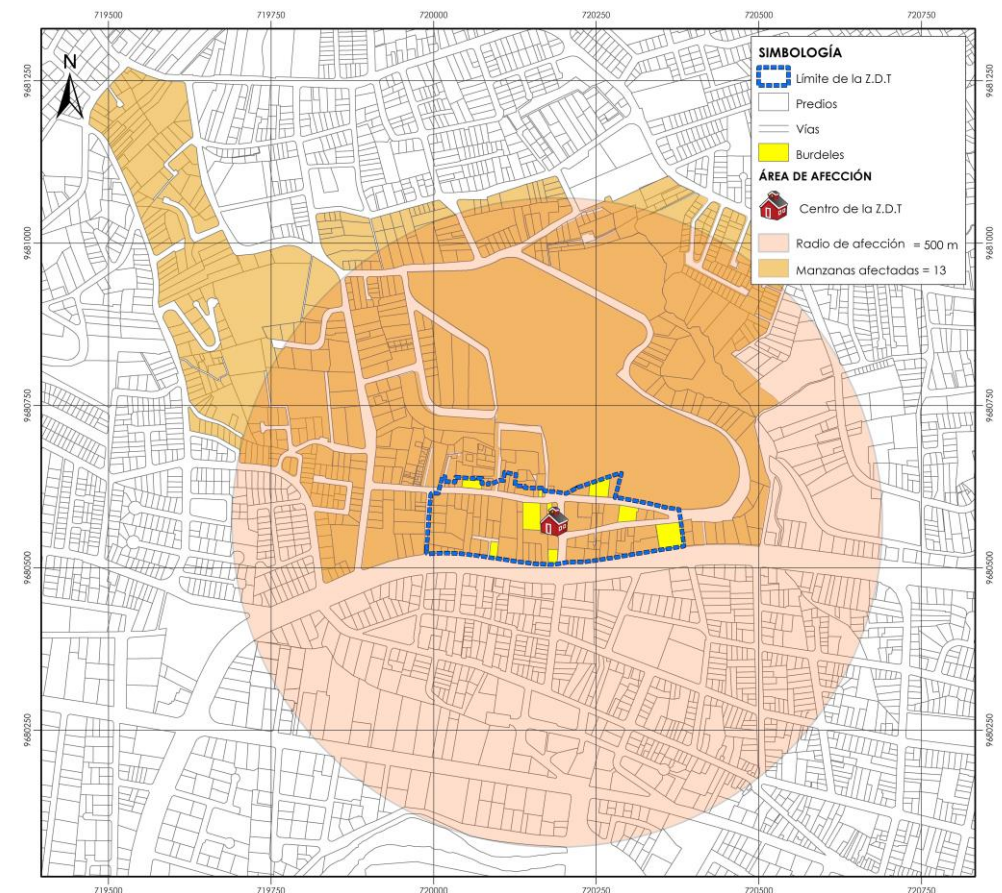 719500 719750 720000 720250 720500 720750
N
SIMBOLOGÍA
Límite de la Z.D.T
Predios
Vías
Burdeles
ÁREA DE AFECCIÓN
Centro de la Z.D.T
Radio de afección = 500 m
Manzanas afectadas = 13
9681250 9681250
9681000 9681000
9680750 9680750
9680500 9680500
9680250 9680250
719500 719750 720000 720250 720500 720750